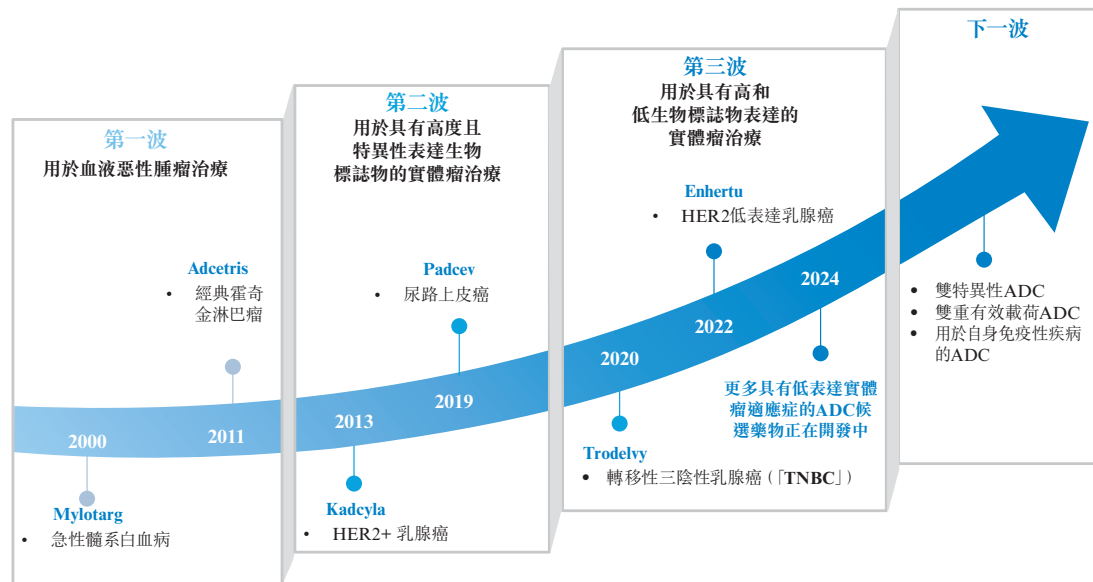 第一波
用於血液惡性腫瘤治療
Adcetris
• 經典霍奇
金淋巴瘤
2000
2011
Mylotarg
• 急性髓系白血病
第二波
用於具有高度且
特異性表達生物
標誌物的實體瘤治療
Padcev
• 尿路上皮癌
2013
2019
Kadcyla
• HER2+ 乳腺癌
第三波
用於具有高和
低生物標誌物表達的
實體瘤治療
Enhertu
• HER2低表達乳腺癌
2020
2022
2024
更多具有低表達實體
瘤適應症的ADC候
選藥物正在開發中
Trodelvy
• 轉移性三陰性乳腺癌（「TNBC」）
下一波
• 雙特異性ADC
• 雙重有效載荷ADC
• 用於自身免疫性疾病
的ADC